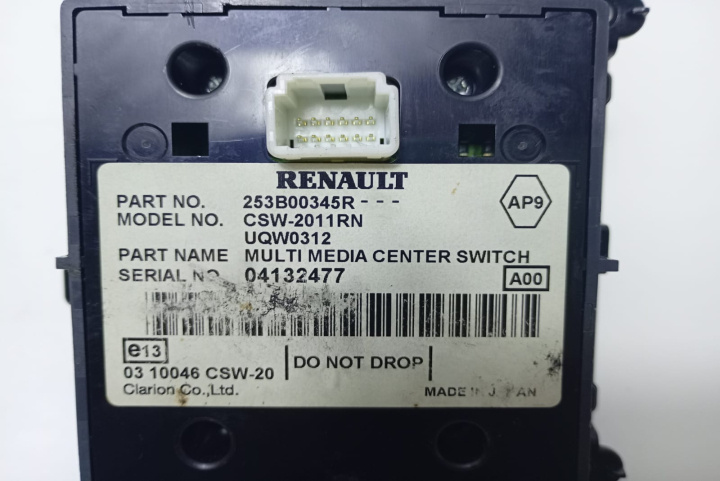 RENAULT
PART NO. 253B00345R---
MODEL NO. CSW-2011RN
UQW0312
AP9
PART NAME MULTI MEDIA CENTER SWITCH
SERIAL NO. 04132477
A00
e13
03 10046 CSW-20
DO NOT DROP
Clarion Co.,Ltd.
MADE IN JAPAN